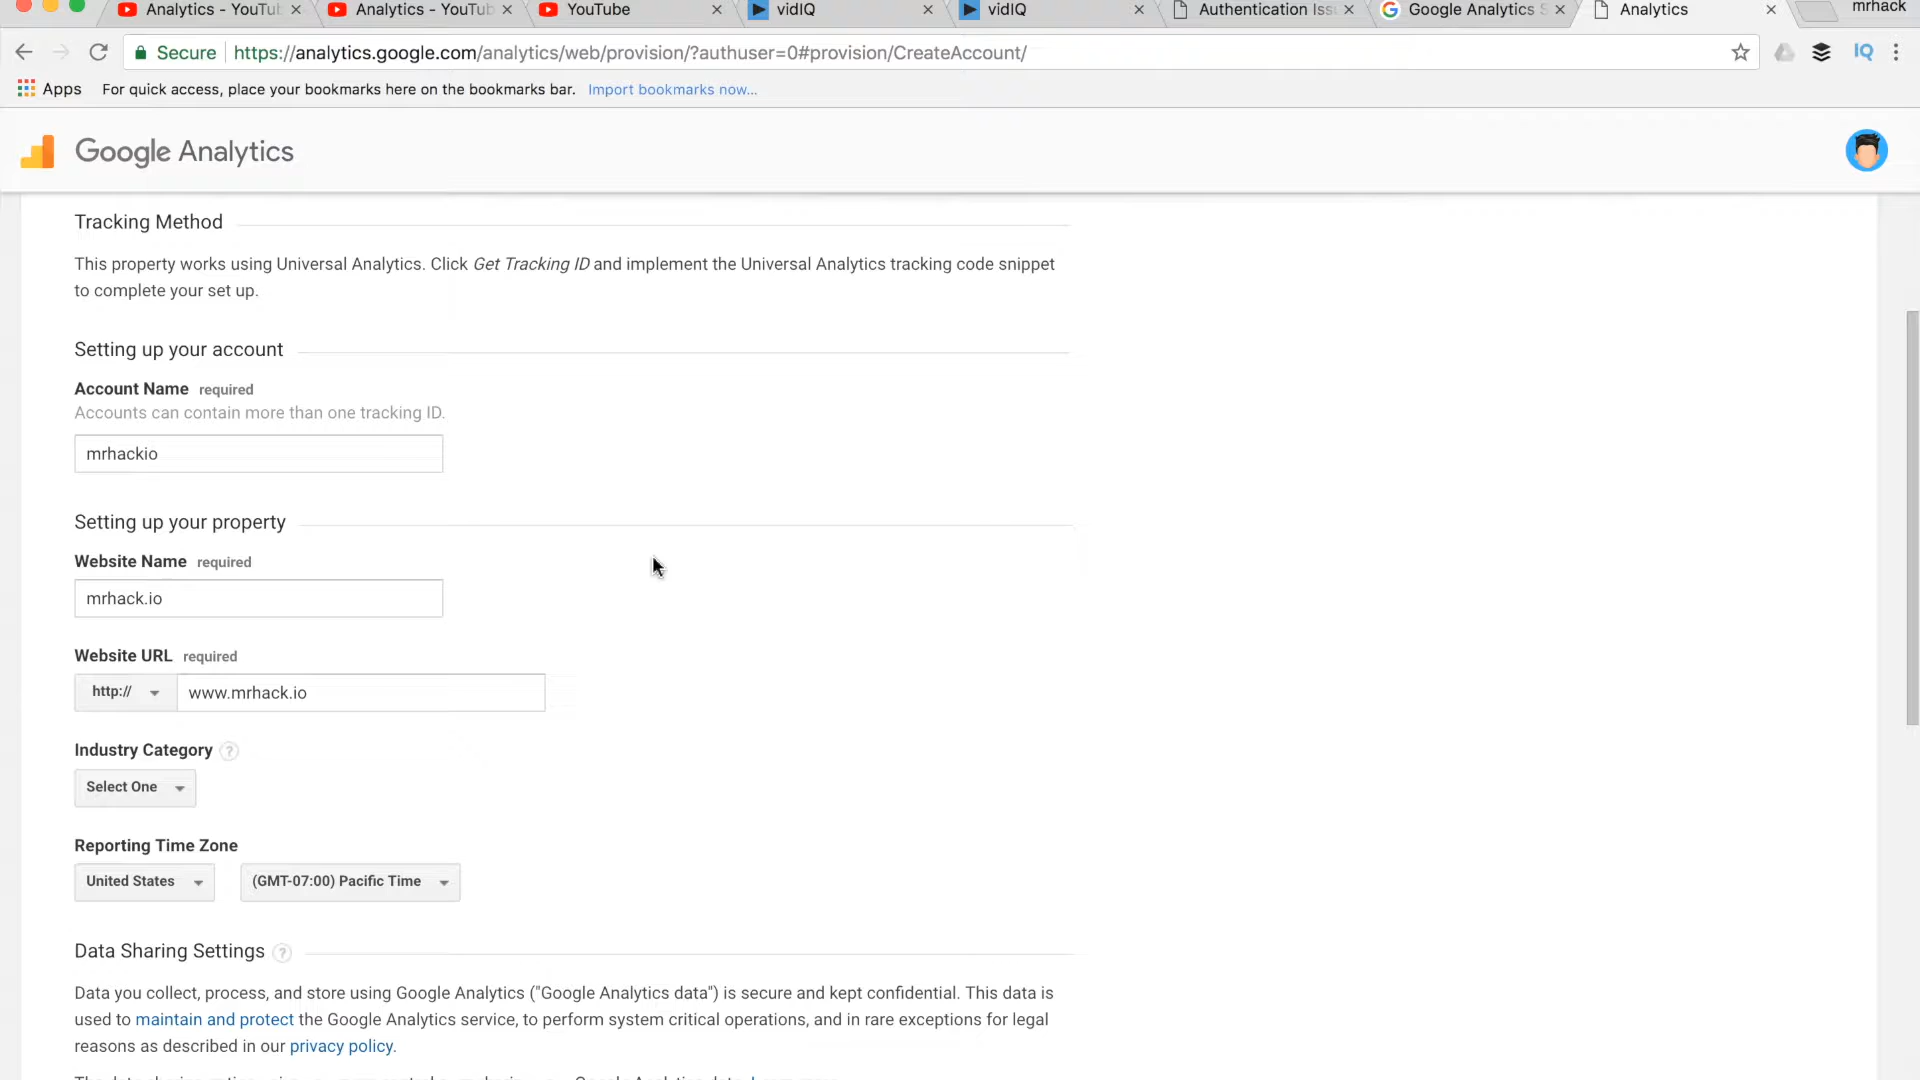 Analytics - YouTub
Analytics - YouTub
YouTube
vidIQ
vidIQ
Authentication Iss
Google Analytics S
Analytics
mrhack
Secure
https://analytics.google.com/analytics/web/provision/?authuser=0#provision/CreateAccount/
IQ
Apps
For quick access, place your bookmarks here on the bookmarks bar. Import bookmarks now...
Google Analytics
Tracking Method
This property works using Universal Analytics. Click Get Tracking ID and implement the Universal Analytics tracking code snippet
to complete your set up.
Setting up your account
Account Name required
Accounts can contain more than one tracking ID.
mrhackio
Setting up your property
Website Name required
mrhack.io
Website URL required
http:// www.mrhack.io
Industry Category ?
Select One
Reporting Time Zone
United States (GMT-07:00) Pacific Time
Data Sharing Settings ?
Data you collect, process, and store using Google Analytics ("Google Analytics data") is secure and kept confidential. This data is
used to maintain and protect the Google Analytics service, to perform system critical operations, and in rare exceptions for legal
reasons as described in our privacy policy.